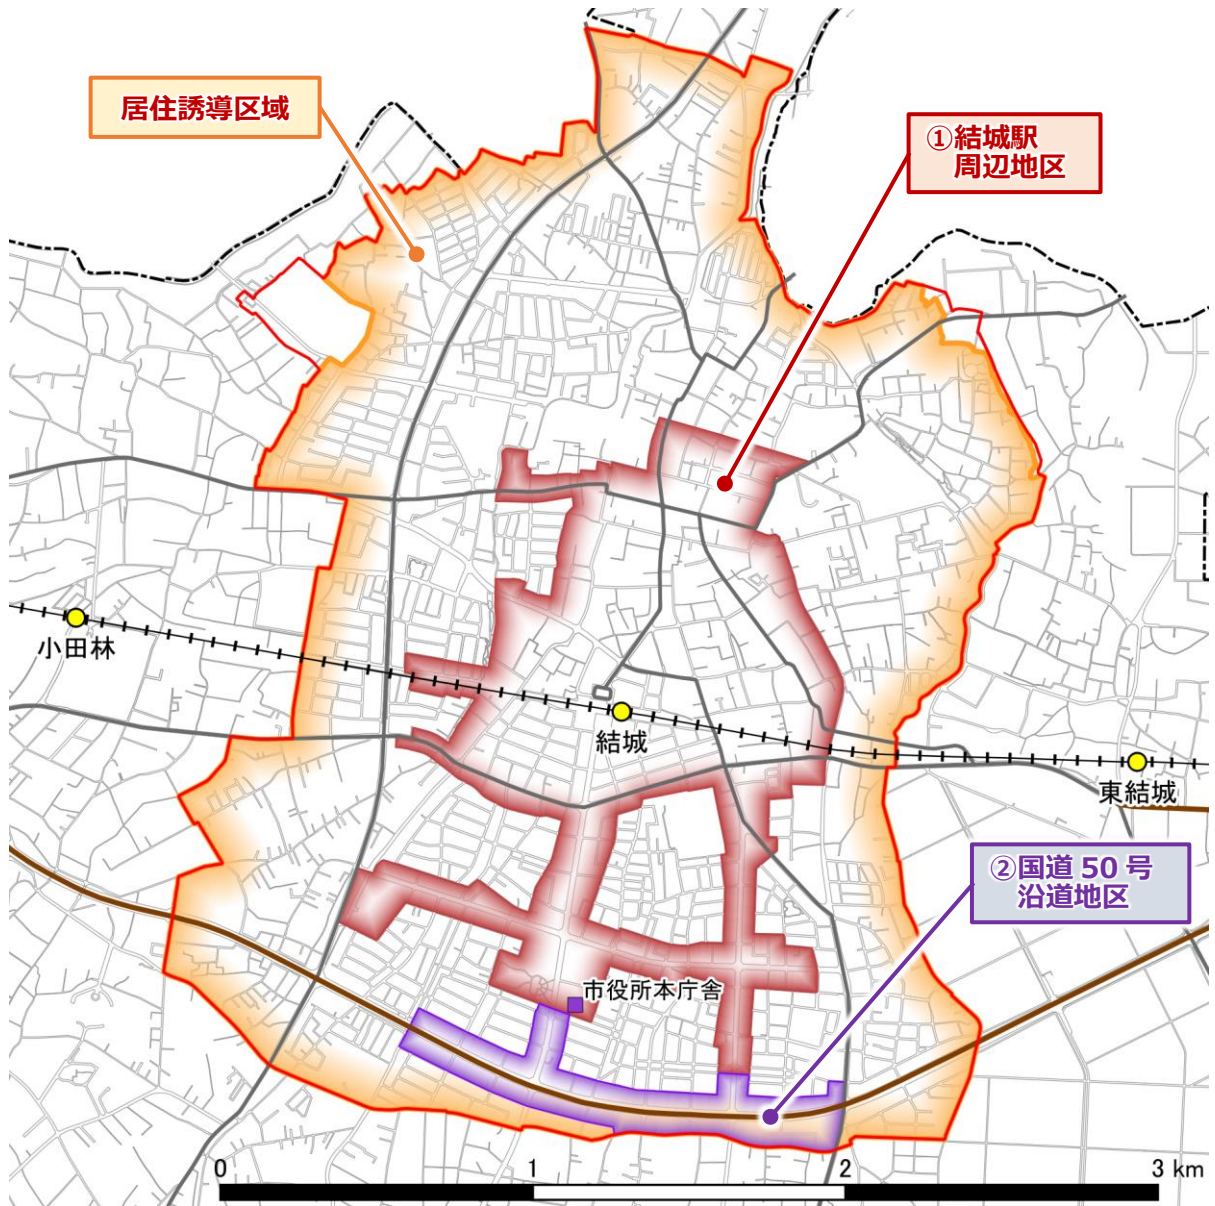 居住誘導区域
①結城駅
周辺地区
小田林
結城
東結城
②国道 50 号
沿道地区
市役所本庁舎
0 1 2 3 km